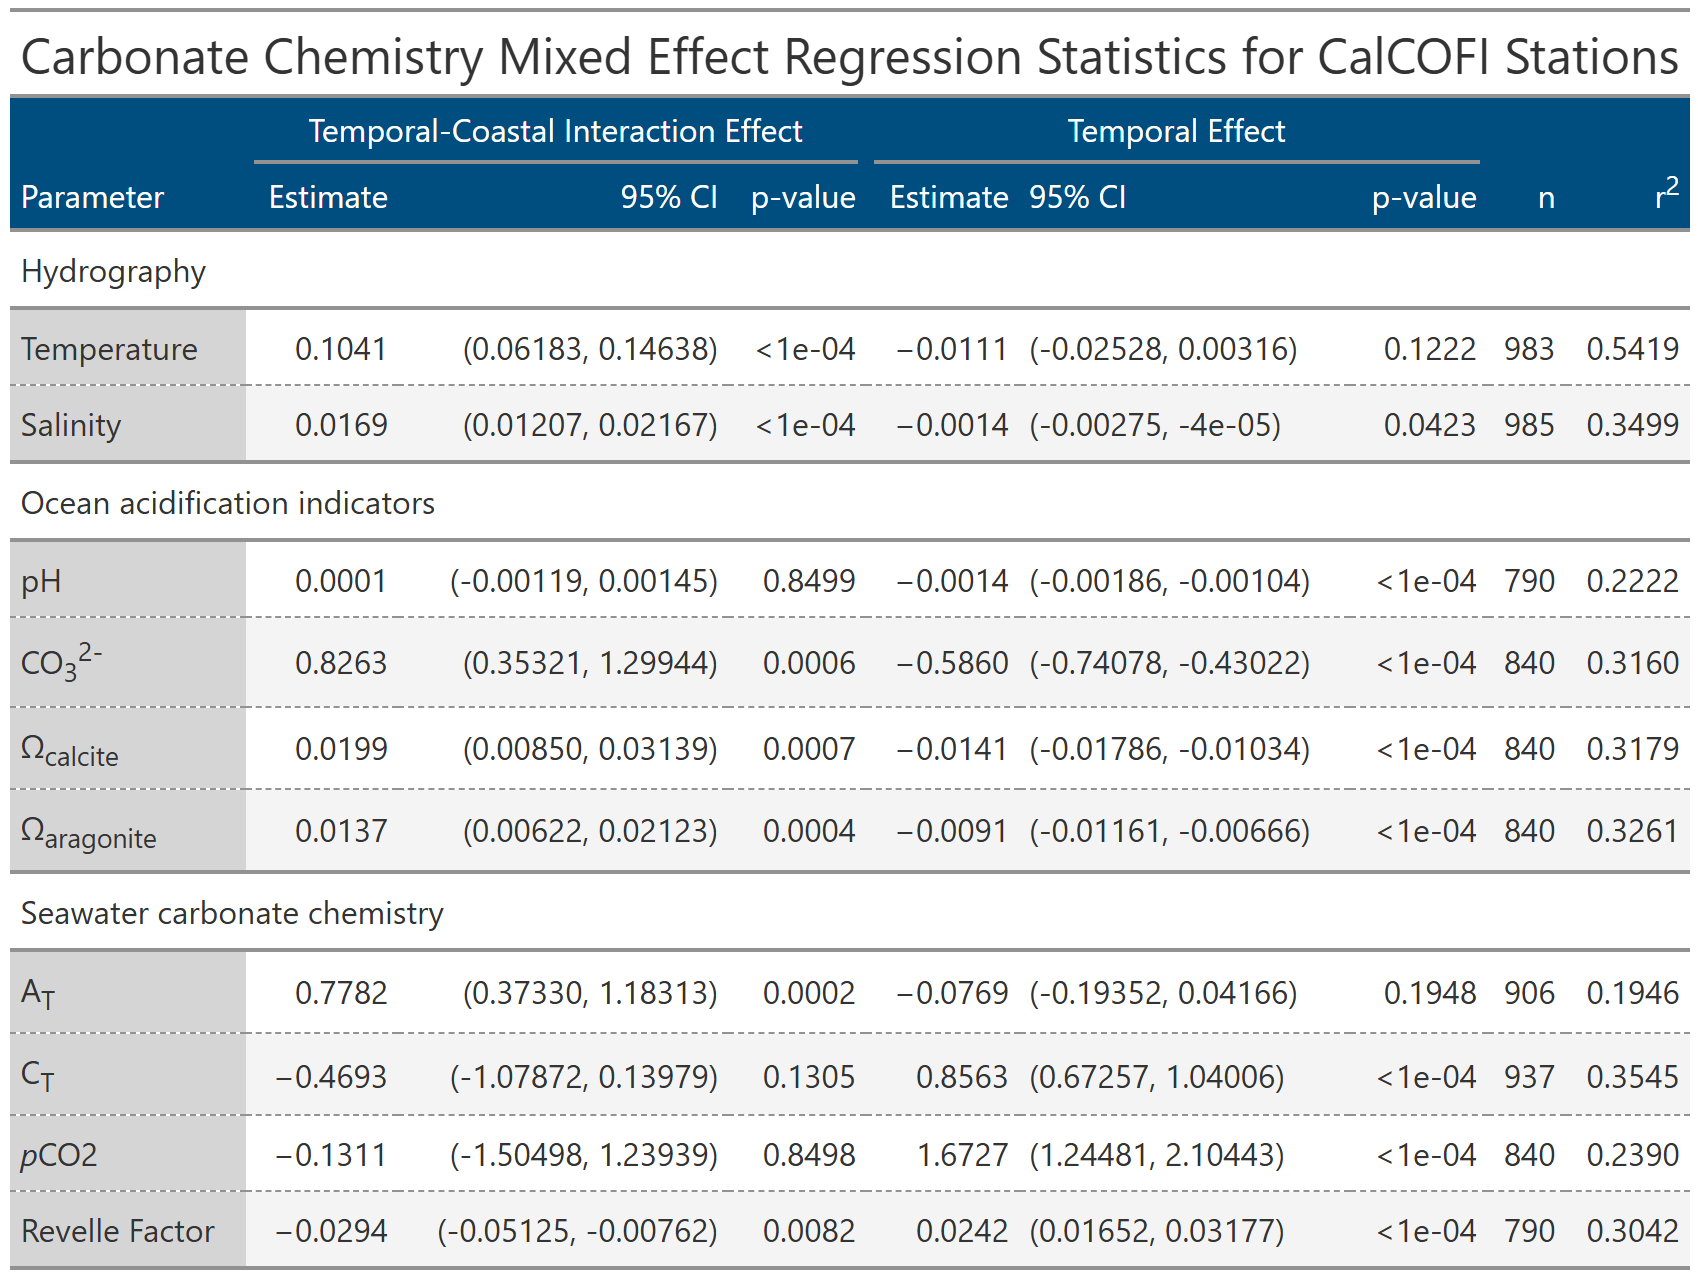 Carbonate Chemistry Mixed Effect Regression Statistics for CalCOFI Stations
Temporal-Coastal Interaction Effect Temporal Effect
Parameter Estimate 95% CI p-value Estimate 95% CI p-value n r²
Hydrography
Temperature 0.1041 (0.06183, 0.14638) <1e-04 −0.0111 (-0.02528, 0.00316) 0.1222 983 0.5419
Salinity 0.0169 (0.01207, 0.02167) <1e-04 −0.0014 (-0.00275, -4e-05) 0.0423 985 0.3499
Ocean acidification indicators
pH 0.0001 (-0.00119, 0.00145) 0.8499 −0.0014 (-0.00186, -0.00104) <1e-04 790 0.2222
CO₃²⁻ 0.8263 (0.35321, 1.29944) 0.0006 −0.5860 (-0.74078, -0.43022) <1e-04 840 0.3160
Ωcalcite 0.0199 (0.00850, 0.03139) 0.0007 −0.0141 (-0.01786, -0.01034) <1e-04 840 0.3179
Ωaragonite 0.0137 (0.00622, 0.02123) 0.0004 −0.0091 (-0.01161, -0.00666) <1e-04 840 0.3261
Seawater carbonate chemistry
AT 0.7782 (0.37330, 1.18313) 0.0002 −0.0769 (-0.19352, 0.04166) 0.1948 906 0.1946
CT −0.4693 (-1.07872, 0.13979) 0.1305 0.8563 (0.67257, 1.04006) <1e-04 937 0.3545
pCO2 −0.1311 (-1.50498, 1.23939) 0.8498 1.6727 (1.24481, 2.10443) <1e-04 840 0.2390
Revelle Factor −0.0294 (-0.05125, -0.00762) 0.0082 0.0242 (0.01652, 0.03177) <1e-04 790 0.3042